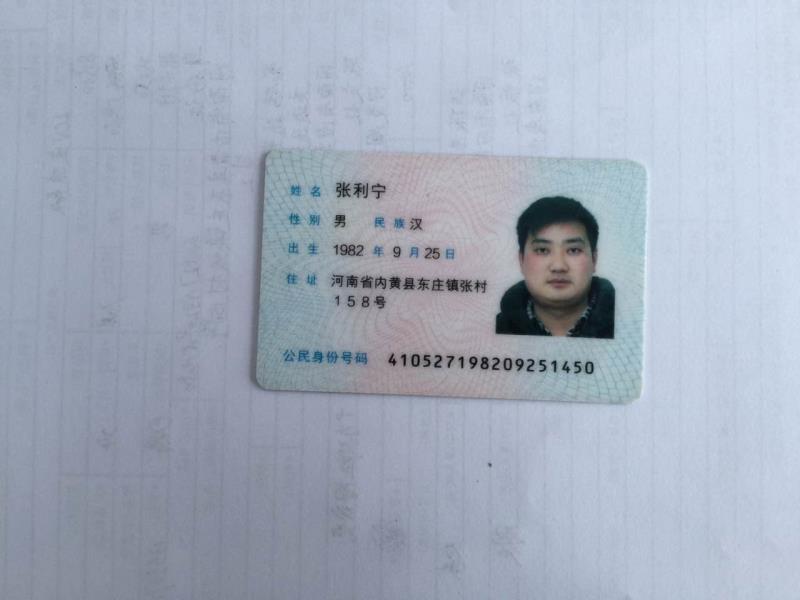 姓名 张利宁
性别 男 民族 汉
出生 1982 年 9 月 25 日
住址 河南省内黄县东庄镇张村
158号
公民身份号码 410527198209251450